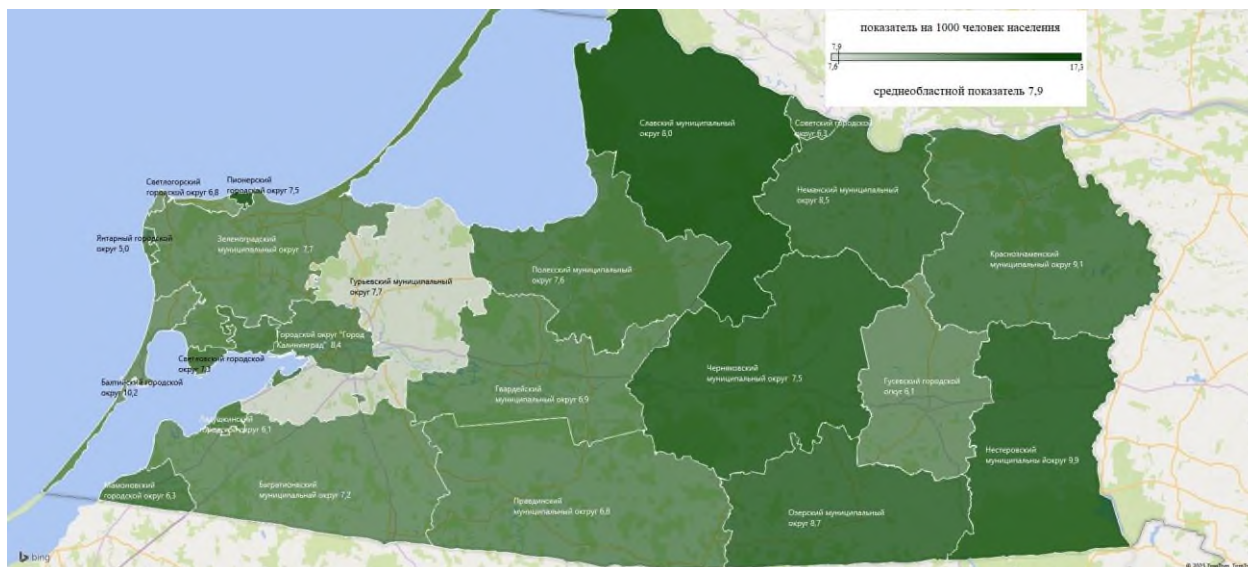 показатель на 1000 человек населения
7,9
7,6
17,3
среднеобластной показатель 7,9
Славский муниципальный
округ 8,0
Советский городской
округ 6,3
Неманский муниципальный
округ 8,5
Краснознаменский
муниципальный округ 9,1
Светлогорский
городской округ 6,8
Пионерский
городской округ 7,5
Янтарный городской
округ 5,0
Зеленоградский
муниципальный округ 7,7
Гурьевский муниципальный
округ 7,7
Полесский муниципальный
округ 7,6
Городской округ "Город
Калининград" 8,4
Светловский городской
округ 7,1
Балтийский городской
округ 10,2
Черняховский
муниципальный округ 7,5
Гусевский городской
округ 6,1
Гвардейский
муниципальный округ 6,9
Ладушкинский
городской округ 6,1
Мамоновский
городской округ 6,3
Багратионовский
муниципальный округ 7,2
Правдинский
муниципальный округ 6,8
Озерский муниципальный
округ 8,7
Нестеровский
муниципальны йокруг 9,9
bing
© 2025 TomTom,